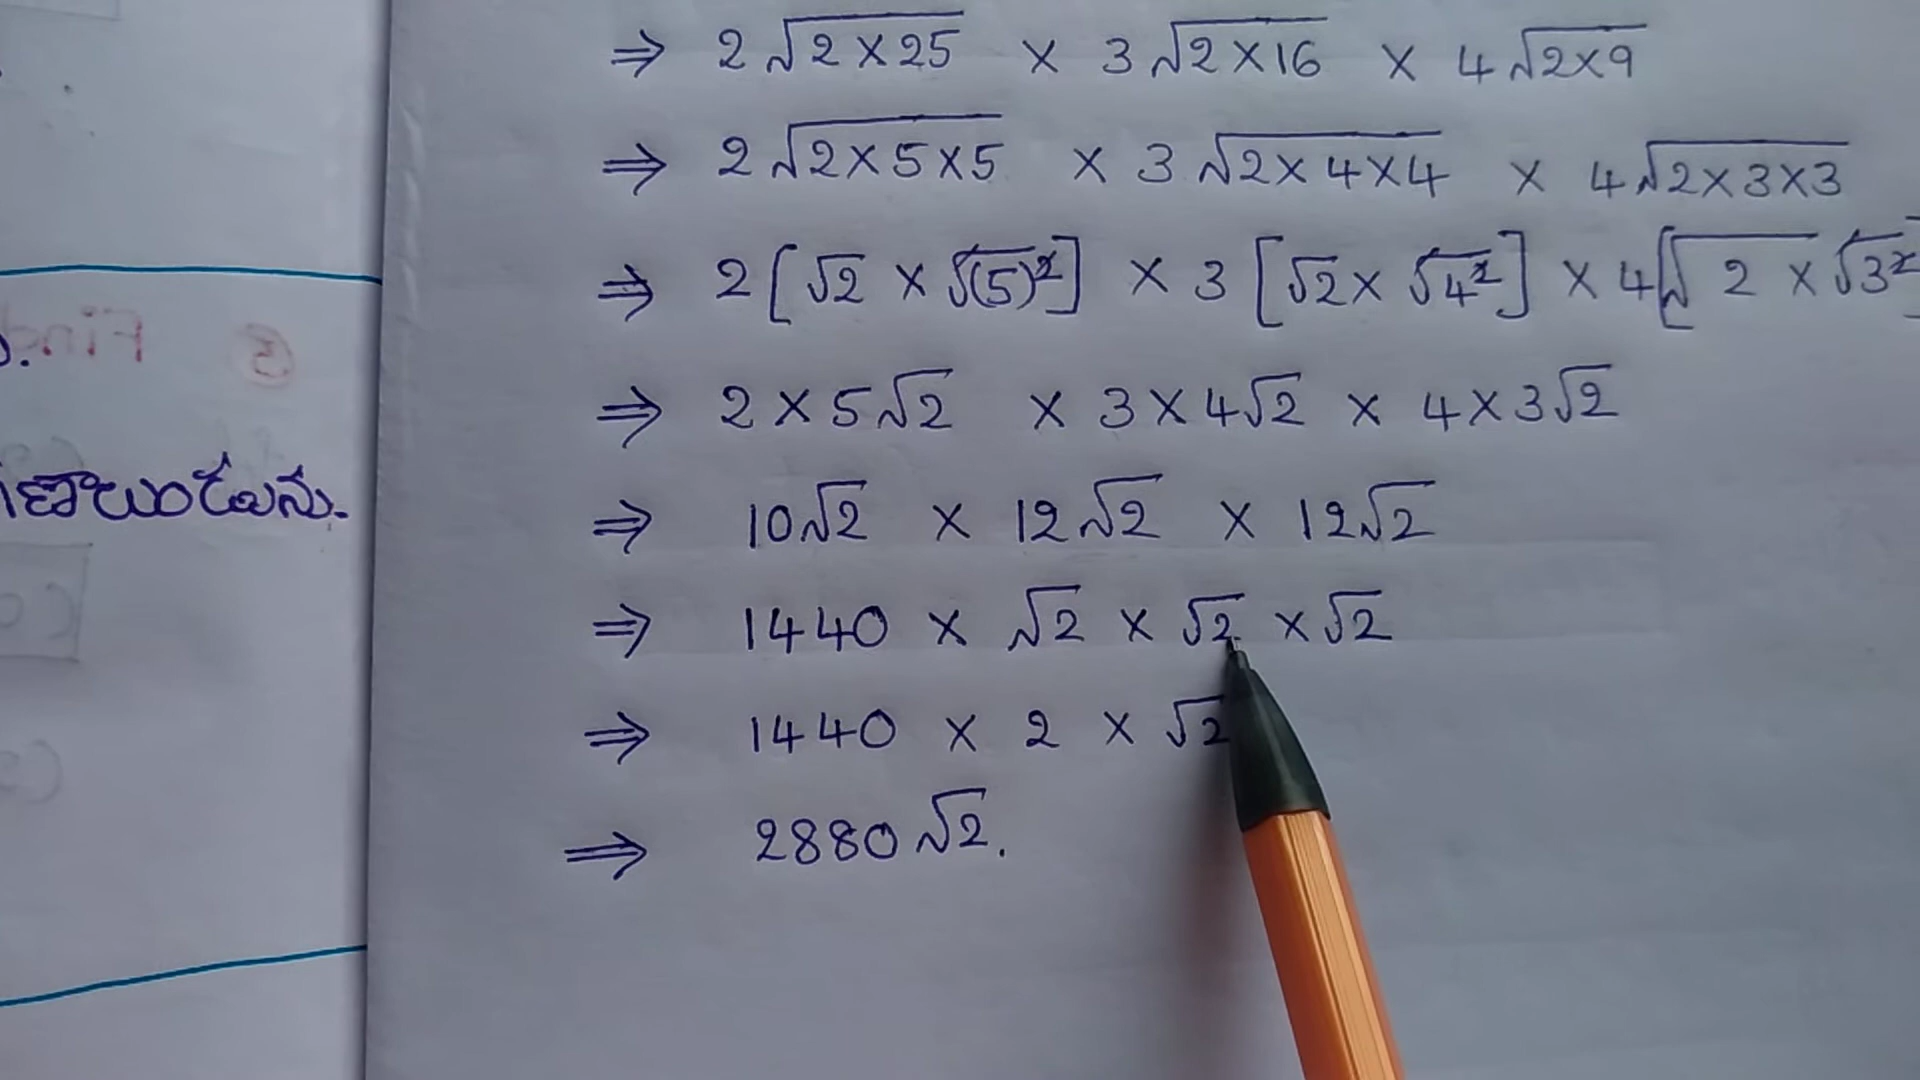 ⇒ 2√(2×25) × 3√(2×16) × 4√(2×9)
⇒ 2√(2×5×5) × 3√(2×4×4) × 4√(2×3×3)
⇒ 2[√2 × √(5)²] × 3[√2 × √4²] × 4[√2 × √3²]
⇒ 2×5√2 × 3×4√2 × 4×3√2
⇒ 10√2 × 12√2 × 12√2
⇒ 1440 × √2 × √2 × √2
⇒ 1440 × 2 × √2
⇒ 2880√2.